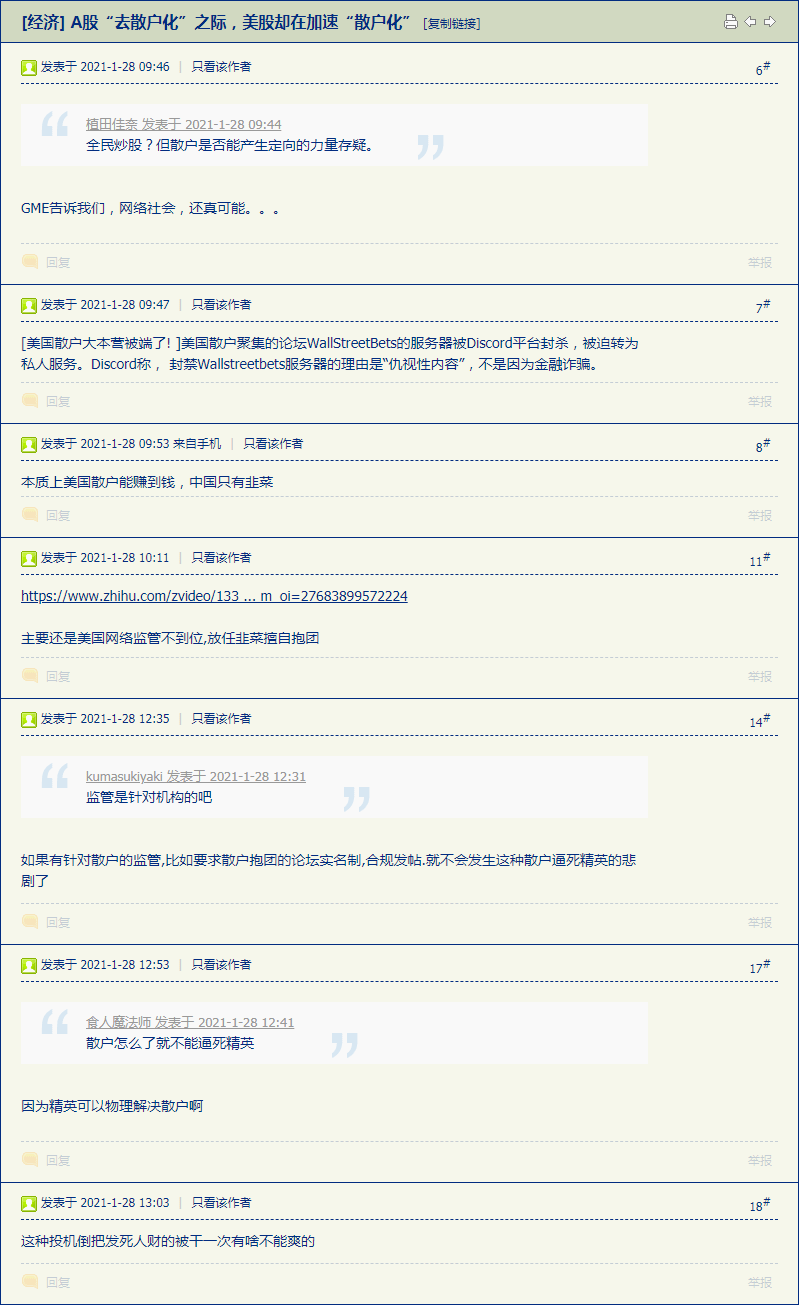 [经济] A股“去散户化”之际，美股却在加速“散户化” [复制链接]
发表于 2021-1-28 09:46 | 只看该作者 6#
植田佳奈 发表于 2021-1-28 09:44
全民炒股？但散户是否能产生定向的力量存疑。
GME告诉我们，网络社会，还真可能。。。
回复 举报
发表于 2021-1-28 09:47 | 只看该作者 7#
[美国散户大本营被端了! ]美国散户聚集的论坛WallStreetBets的服务器被Discord平台封杀，被迫转为
私人服务。Discord称， 封禁Wallstreetbets服务器的理由是“仇视性内容”，不是因为金融诈骗。
回复 举报
发表于 2021-1-28 09:53 来自手机 | 只看该作者 8#
本质上美国散户能赚到钱，中国只有韭菜
回复 举报
发表于 2021-1-28 10:11 | 只看该作者 11#
https://www.zhihu.com/zvideo/133 ... m_oi=27683899572224
主要还是美国网络监管不到位,放任韭菜擅自抱团
回复 举报
发表于 2021-1-28 12:35 | 只看该作者 14#
kumasukiyaki 发表于 2021-1-28 12:31
监管是针对机构的吧
如果有针对散户的监管,比如要求散户抱团的论坛实名制,合规发帖.就不会发生这种散户逼死精英的悲
剧了
回复 举报
发表于 2021-1-28 12:53 | 只看该作者 17#
食人魔法师 发表于 2021-1-28 12:41
散户怎么了就不能逼死精英
因为精英可以物理解决散户啊
回复 举报
发表于 2021-1-28 13:03 | 只看该作者 18#
这种投机倒把发死人财的被干一次有啥不能爽的
回复 举报